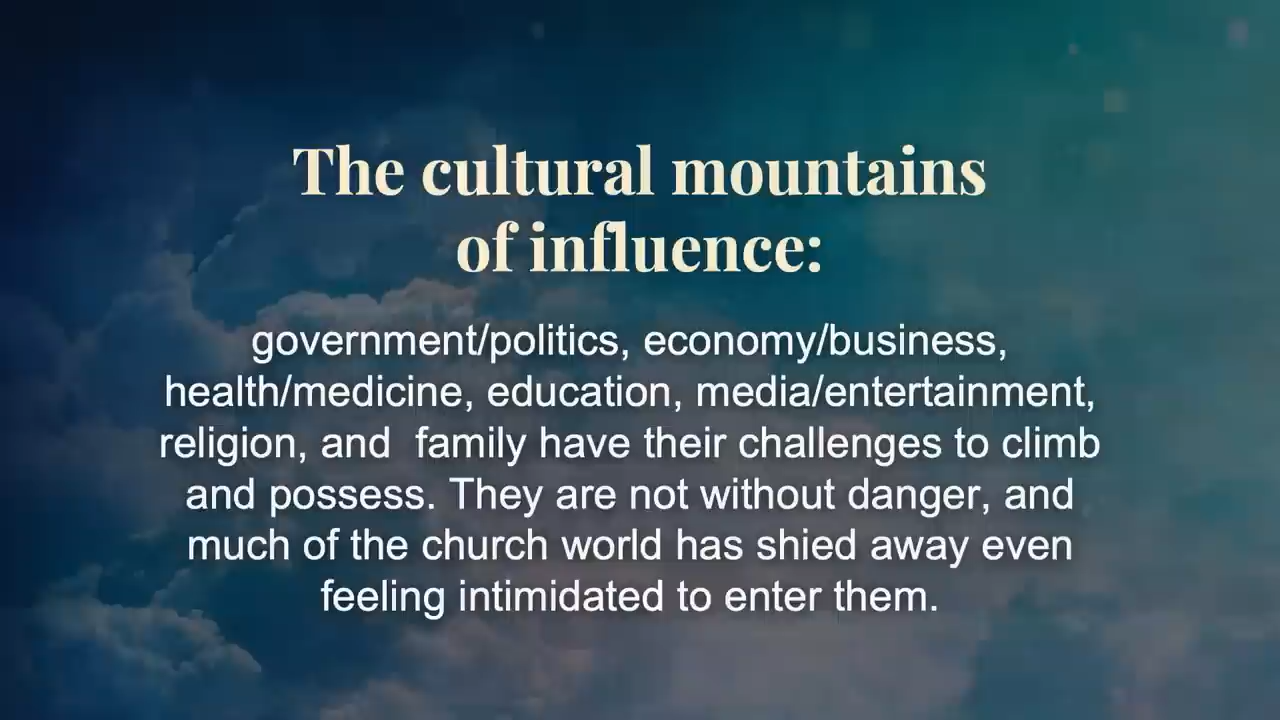 The cultural mountains
of influence:
government/politics, economy/business,
health/medicine, education, media/entertainment,
religion, and  family have their challenges to climb
and possess. They are not without danger, and
much of the church world has shied away even
feeling intimidated to enter them.